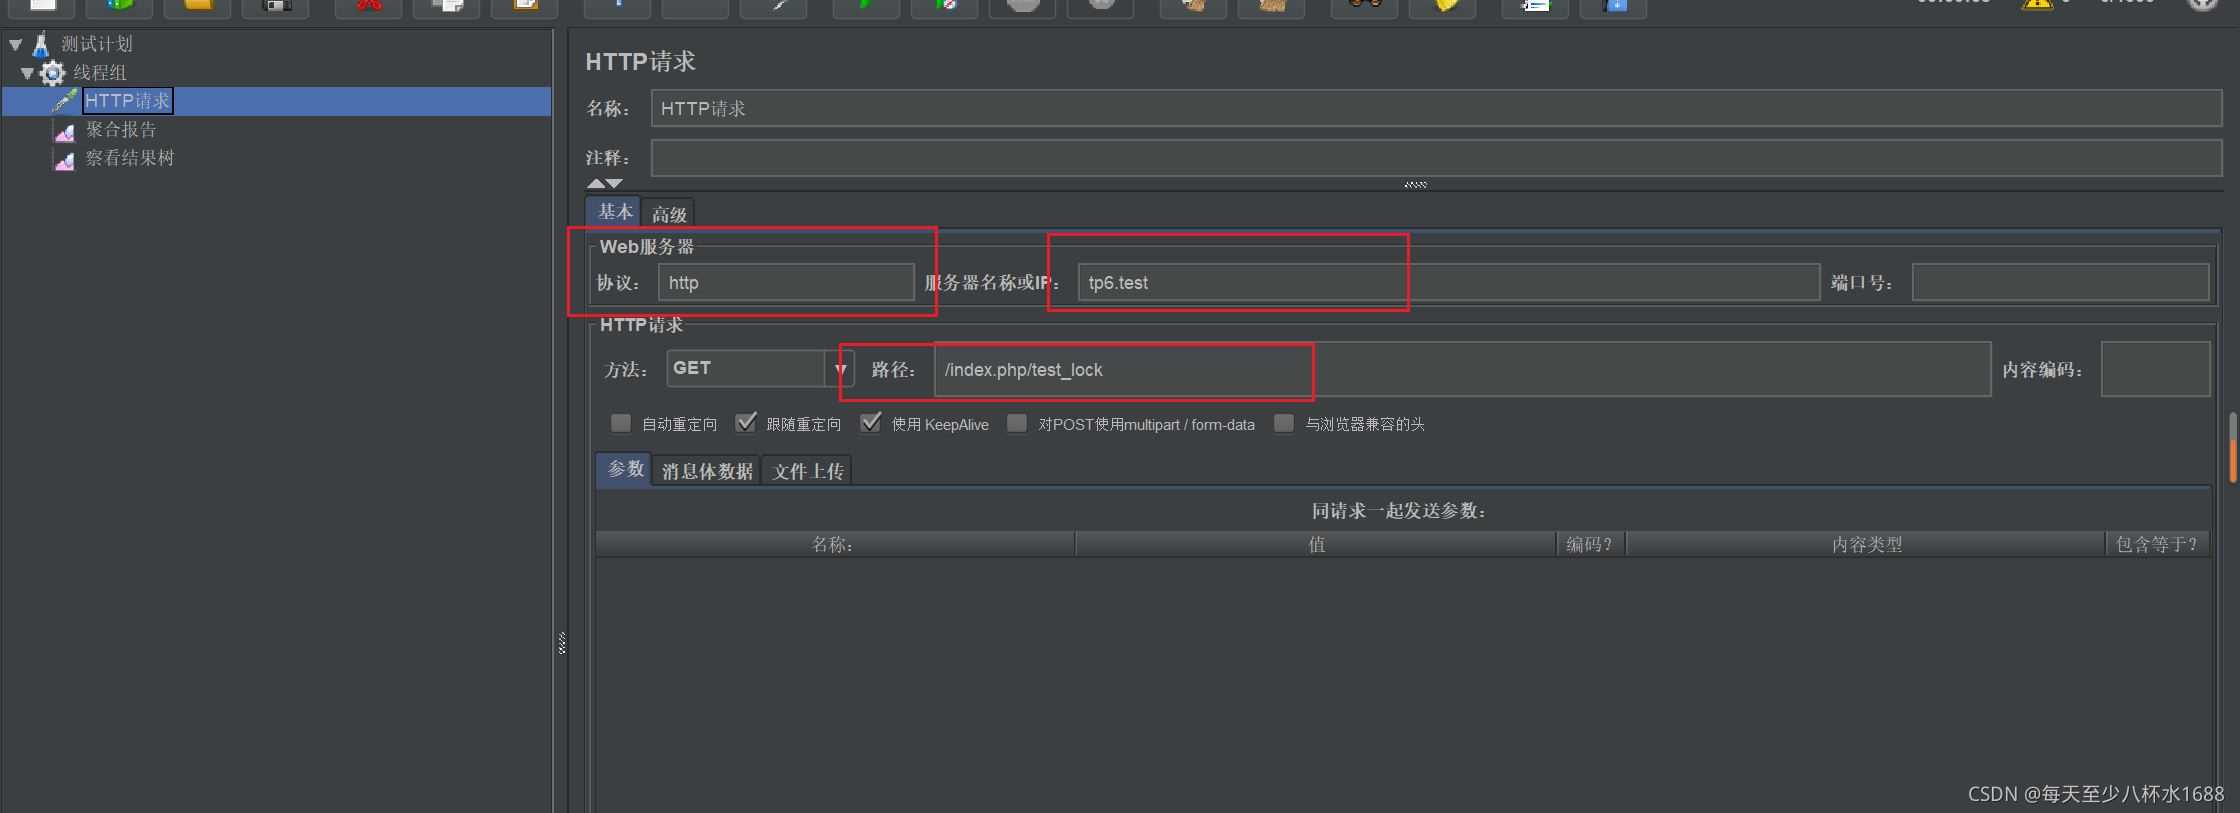 测试计划
线程组
HTTP请求
聚合报告
察看结果树
HTTP请求
名称： HTTP请求
注释：
基本 高级
Web服务器
协议： http 服务器名称或IP： tp6.test 端口号：
HTTP请求
方法： GET 路径： /index.php/test_lock 内容编码：
自动重定向 跟随重定向 使用 KeepAlive 对POST使用multipart / form-data 与浏览器兼容的头
参数 消息体数据 文件上传
同请求一起发送参数：
名称： 值 编码？ 内容类型 包含等于？
CSDN @每天至少八杯水1688